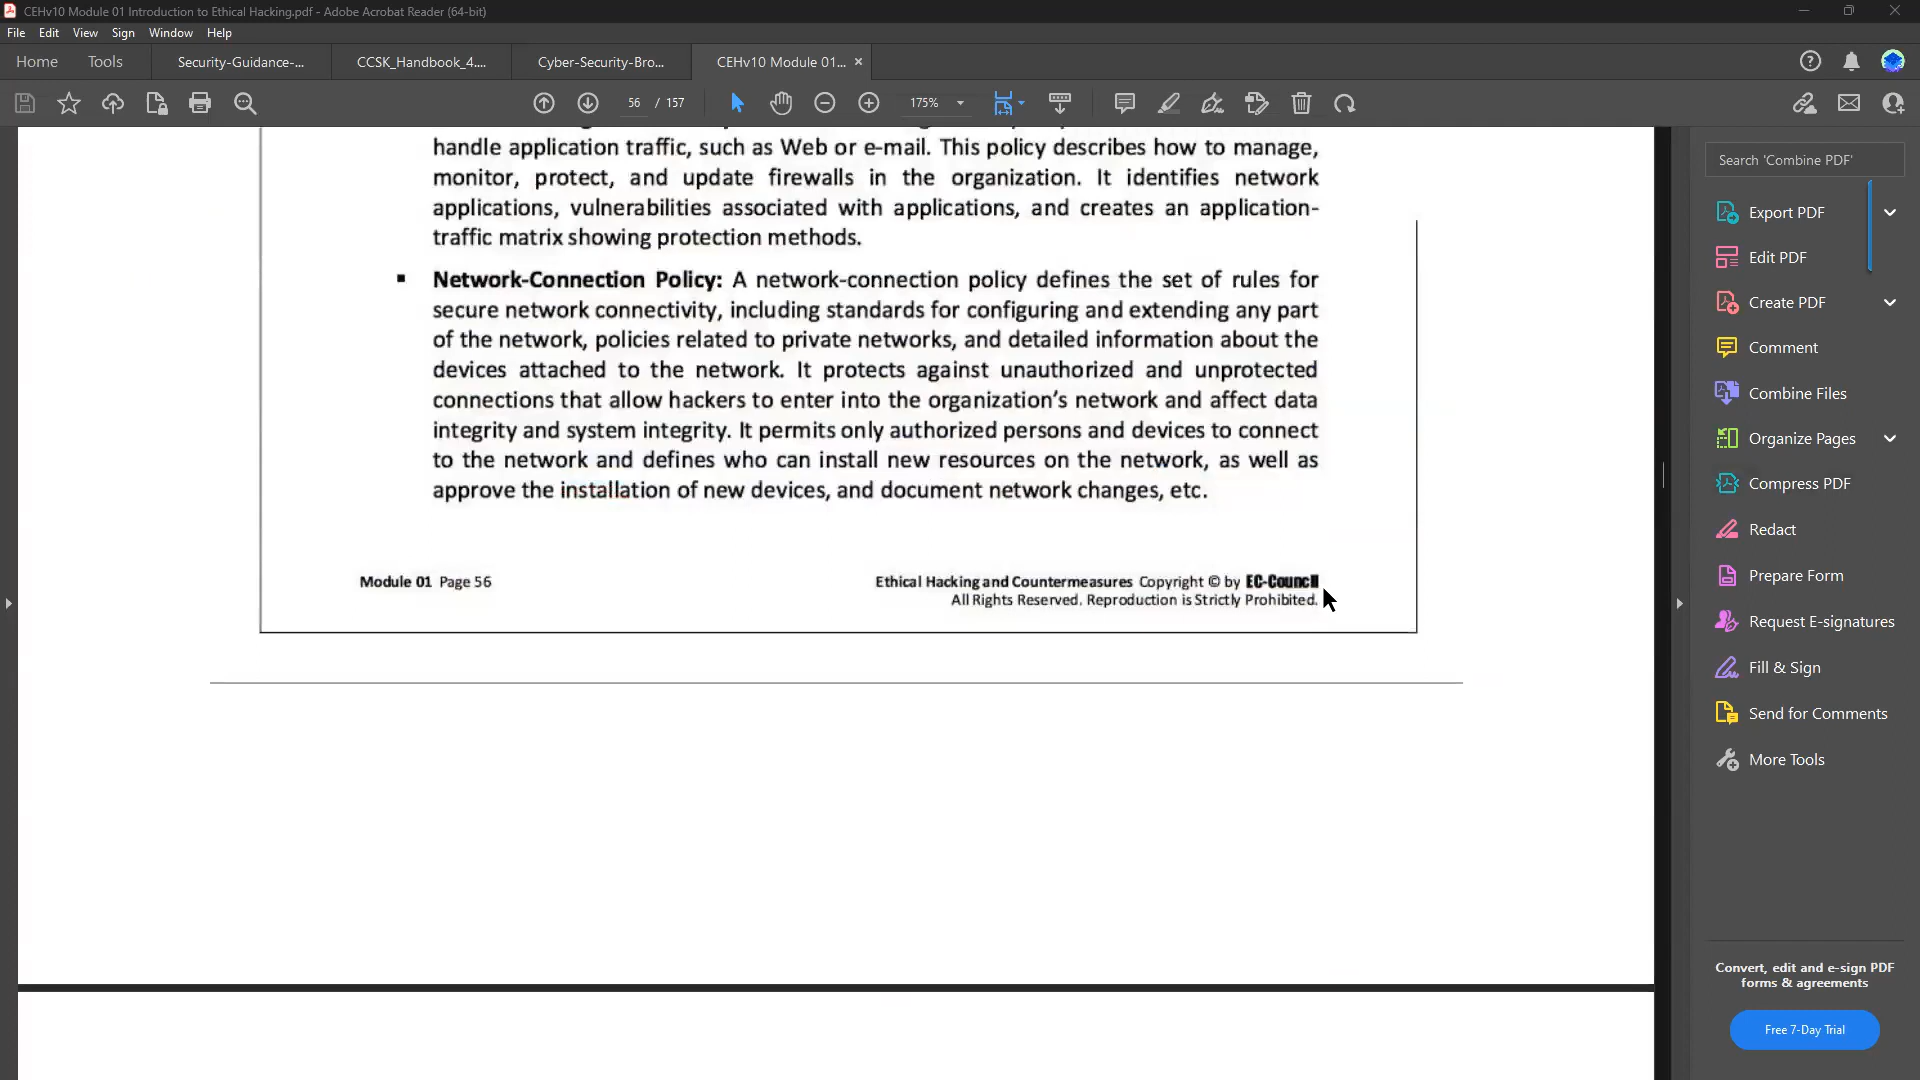 CEHv10 Module 01 Introduction to Ethical Hacking.pdf - Adobe Acrobat Reader (64-bit)
File Edit View Sign Window Help
Home Tools Security-Guidance-... CCSK_Handbook_4.... Cyber-Security-Bro... CEHv10 Module 01...
56 / 157 175%
handle application traffic, such as Web or e-mail. This policy describes how to manage,
monitor, protect, and update firewalls in the organization. It identifies network
applications, vulnerabilities associated with applications, and creates an application-
traffic matrix showing protection methods.
▪ Network-Connection Policy: A network-connection policy defines the set of rules for
secure network connectivity, including standards for configuring and extending any part
of the network, policies related to private networks, and detailed information about the
devices attached to the network. It protects against unauthorized and unprotected
connections that allow hackers to enter into the organization's network and affect data
integrity and system integrity. It permits only authorized persons and devices to connect
to the network and defines who can install new resources on the network, as well as
approve the installation of new devices, and document network changes, etc.
Module 01 Page 56
Ethical Hacking and Countermeasures Copyright © by EC-Council
All Rights Reserved. Reproduction is Strictly Prohibited.
Search 'Combine PDF'
Export PDF
Edit PDF
Create PDF
Comment
Combine Files
Organize Pages
Compress PDF
Redact
Prepare Form
Request E-signatures
Fill & Sign
Send for Comments
More Tools
Convert, edit and e-sign PDF
forms & agreements
Free 7-Day Trial